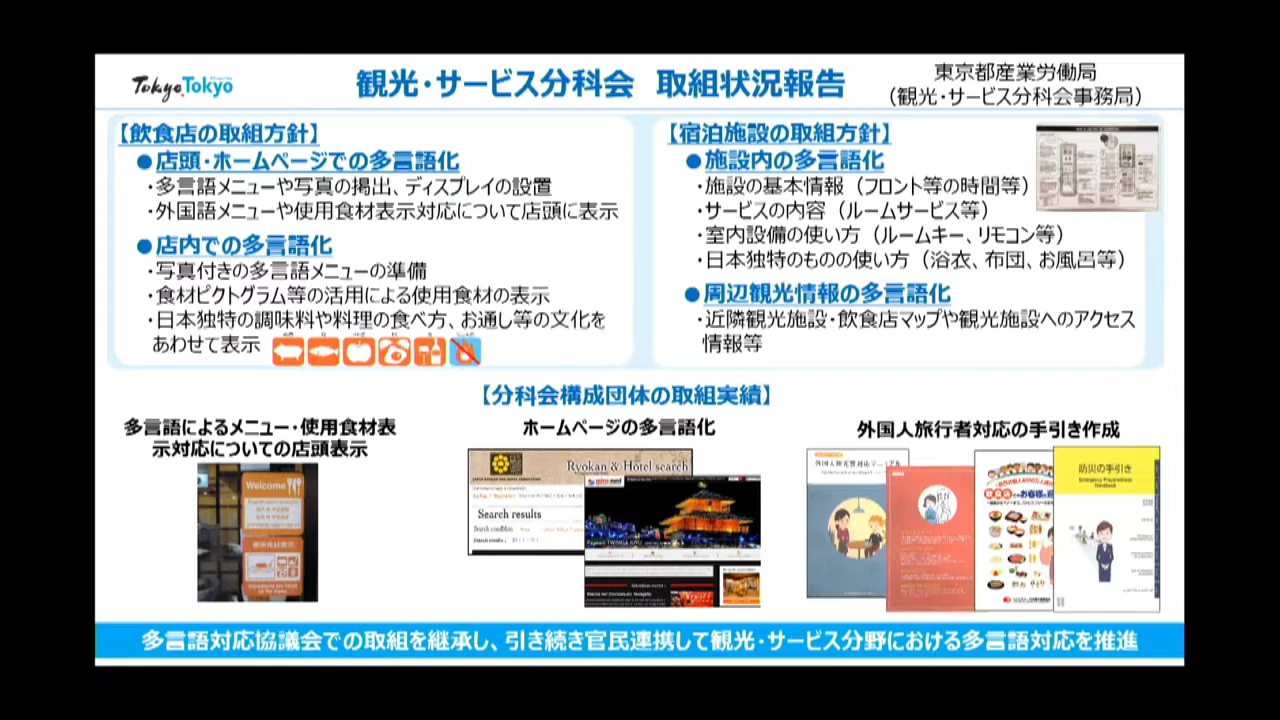 Tokyo Tokyo
観光・サービス分科会 取組状況報告
東京都産業労働局
（観光・サービス分科会事務局）
【飲食店の取組方針】
●店頭・ホームページでの多言語化
・多言語メニューや写真の掲出、ディスプレイの設置
・外国語メニューや使用食材表示対応について店頭に表示
●店内での多言語化
・写真付きの多言語メニューの準備
・食材ピクトグラム等の活用による使用食材の表示
・日本独特の調味料や料理の食べ方、お通し等の文化を
あわせて表示
【宿泊施設の取組方針】
●施設内の多言語化
・施設の基本情報（フロント等の時間等）
・サービスの内容（ルームサービス等）
・室内設備の使い方（ルームキー、リモコン等）
・日本独特のものの使い方（浴衣、布団、お風呂等）
●周辺観光情報の多言語化
・近隣観光施設・飲食店マップや観光施設へのアクセス
情報等
【分科会構成団体の取組実績】
多言語によるメニュー・使用食材表
示対応についての店頭表示
Welcome
ホームページの多言語化
Ryokan & Hotel search
Search results
Search condition
外国人旅行者対応の手引き作成
外国人観光客対応マニュアル
防災の手引き
Emergency Preparedness
Handbook
多言語対応協議会での取組を継承し、引き続き官民連携して観光・サービス分野における多言語対応を推進